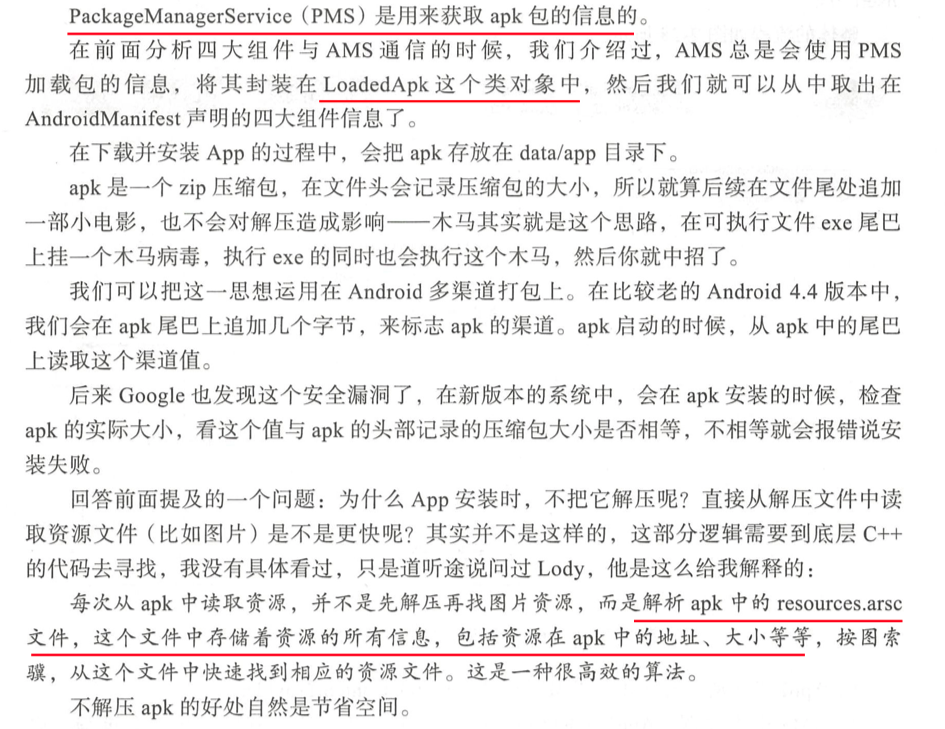 PackageManagerService（PMS）是用来获取 apk 包的信息的。
在前面分析四大组件与 AMS 通信的时候，我们介绍过，AMS 总是会使用 PMS
加载包的信息，将其封装在 LoadedApk 这个类对象中，然后我们就可以从中取出在
AndroidManifest 声明的四大组件信息了。
在下载并安装 App 的过程中，会把 apk 存放在 data/app 目录下。
apk 是一个 zip 压缩包，在文件头会记录压缩包的大小，所以就算后续在文件尾处追加
一部小电影，也不会对解压造成影响——木马其实就是这个思路，在可执行文件 exe 尾巴
上挂一个木马病毒，执行 exe 的同时也会执行这个木马，然后你就中招了。
我们可以把这一思想运用在 Android 多渠道打包上。在比较老的 Android 4.4 版本中，
我们会在 apk 尾巴上追加几个字节，来标志 apk 的渠道。apk 启动的时候，从 apk 中的尾巴
上读取这个渠道值。
后来 Google 也发现这个安全漏洞了，在新版本的系统中，会在 apk 安装的时候，检查
apk 的实际大小，看这个值与 apk 的头部记录的压缩包大小是否相等，不相等就会报错说安
装失败。
回答前面提及的一个问题：为什么 App 安装时，不把它解压呢？直接从解压文件中读
取资源文件（比如图片）是不是更快呢？其实并不是这样的，这部分逻辑需要到底层 C++
的代码去寻找，我没有具体看过，只是道听途说问过 Lody，他是这么给我解释的：
每次从 apk 中读取资源，并不是先解压再找图片资源，而是解析 apk 中的 resources.arsc
文件，这个文件中存储着资源的所有信息，包括资源在 apk 中的地址、大小等等，按图索
骥，从这个文件中快速找到相应的资源文件。这是一种很高效的算法。
不解压 apk 的好处自然是节省空间。